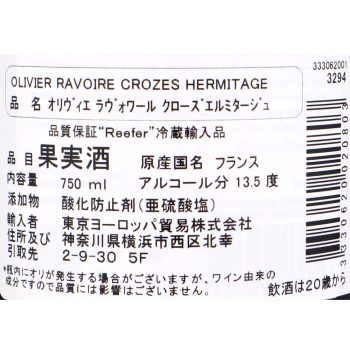 333062001
3294
OLIVIER RAVOIRE CROZES HERMITAGE
品 名 オリヴィエ ラヴォワール クローズエルミタージュ
品質保証"Reefer"冷蔵輸入品
品 目 果実酒 原産国名 フランス
内容量 750 ml アルコール分 13.5 度
添加物 酸化防止剤(亜硫酸塩)
輸入者 東京ヨーロッパ貿易株式会社
住所及び 神奈川県横浜市西区北幸
引取先 2-9-30 5F
*瓶内にオリが発生する場合がございますが、ワイン由来の
成分ですので品質には影響はございません。
飲酒は20歳から